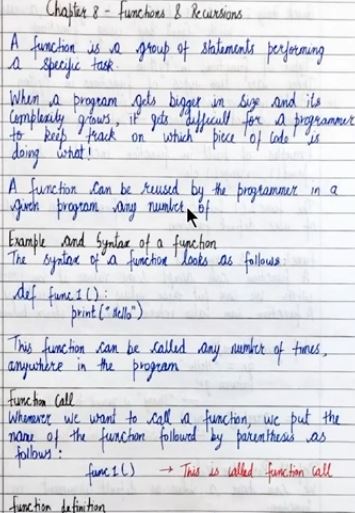 Chapter 8 - Functions & Recursions
A function is a group of statements performing
a specific task.
When a program gets bigger in size and its
complexity grows, it gets difficult for a programmer
to keep track on which piece of code is
doing what!
A function can be reused by the programmer in a
given program any number of
Example and Syntax of a function
The syntax of a function looks as follows:
def func1():
print("Hello")
This function can be called any number of times,
anywhere in the program
function call
Whenever we want to call a function, we put the
name of the function followed by parenthesis as
follows:
func1() → This is called function call
function definition